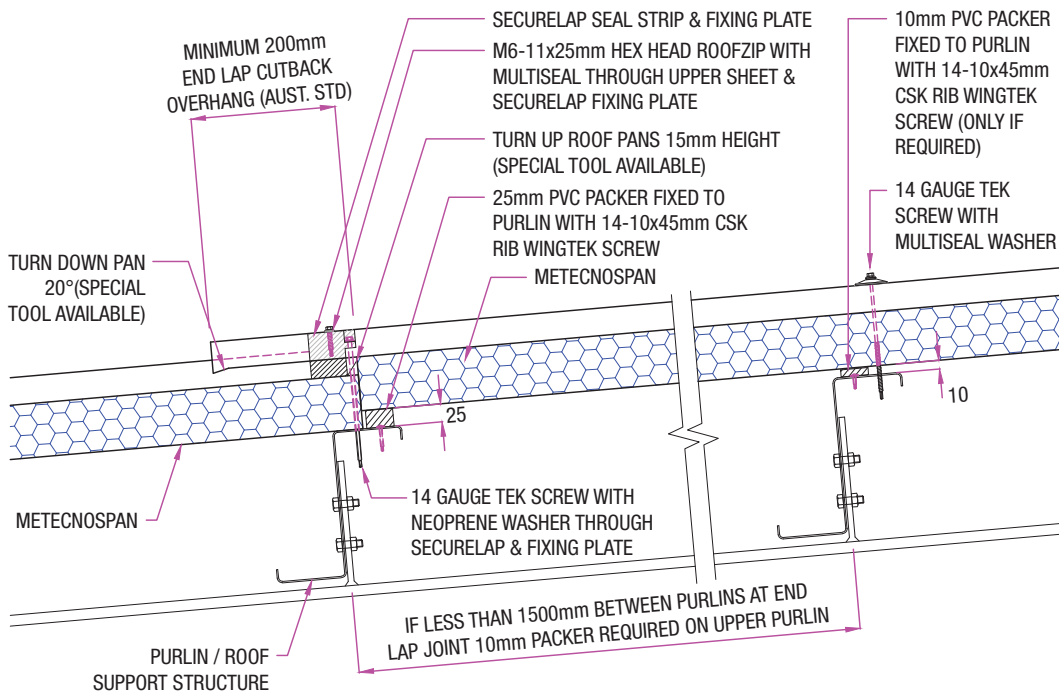 MINIMUM 200mm
END LAP CUTBACK
OVERHANG (AUST. STD)
SECURELAP SEAL STRIP & FIXING PLATE
M6-11x25mm HEX HEAD ROOFZIP WITH
MULTISEAL THROUGH UPPER SHEET &
SECURELAP FIXING PLATE
TURN UP ROOF PANS 15mm HEIGHT
(SPECIAL TOOL AVAILABLE)
25mm PVC PACKER FIXED TO
PURLIN WITH 14-10x45mm CSK
RIB WINGTEK SCREW
METECNOSPAN
10mm PVC PACKER
FIXED TO PURLIN
WITH 14-10x45mm
CSK RIB WINGTEK
SCREW (ONLY IF
REQUIRED)
14 GAUGE TEK
SCREW WITH
MULTISEAL WASHER
TURN DOWN PAN
20°(SPECIAL
TOOL AVAILABLE)
25
10
METECNOSPAN
14 GAUGE TEK SCREW WITH
NEOPRENE WASHER THROUGH
SECURELAP & FIXING PLATE
IF LESS THAN 1500mm BETWEEN PURLINS AT END
LAP JOINT 10mm PACKER REQUIRED ON UPPER PURLIN
PURLIN / ROOF
SUPPORT STRUCTURE